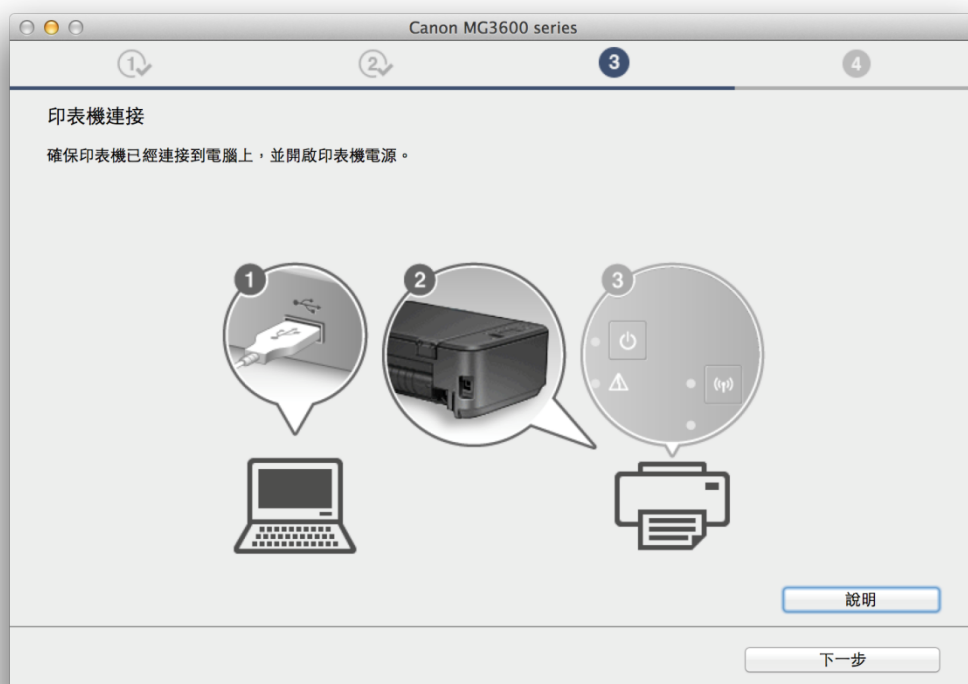 Canon MG3600 series
1 2 3 4
印表機連接
確保印表機已經連接到電腦上，並開啟印表機電源。
1 2 3
說明
下一步